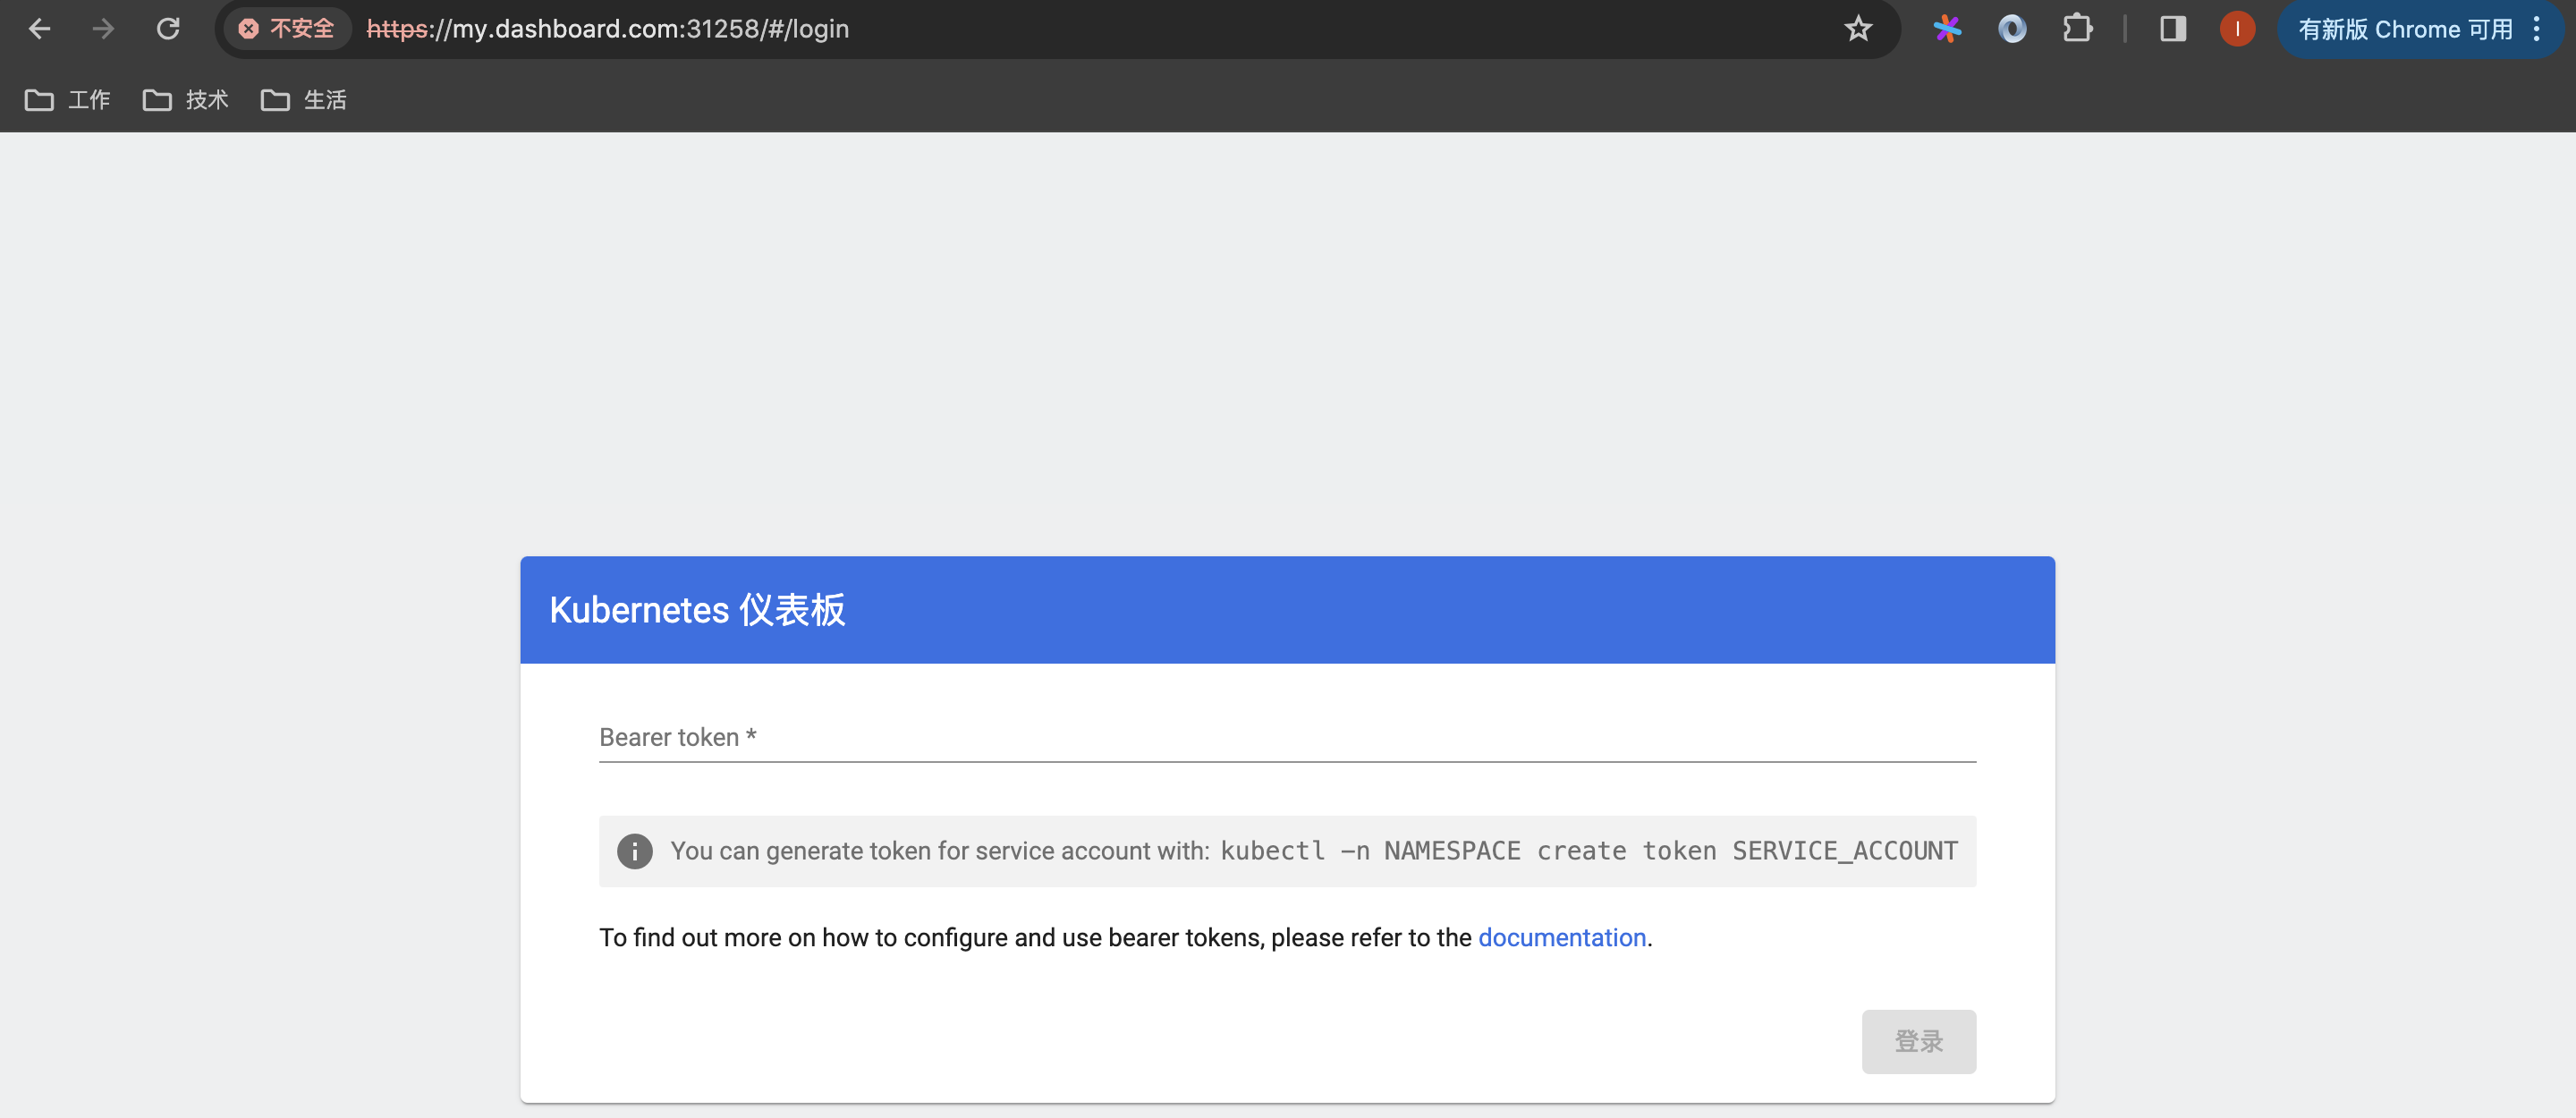 不安全 https://my.dashboard.com:31258/#/login I 有新版 Chrome 可用
工作 技术 生活
Kubernetes 仪表板
Bearer token *
You can generate token for service account with: kubectl -n NAMESPACE create token SERVICE_ACCOUNT
To find out more on how to configure and use bearer tokens, please refer to the documentation.
登录